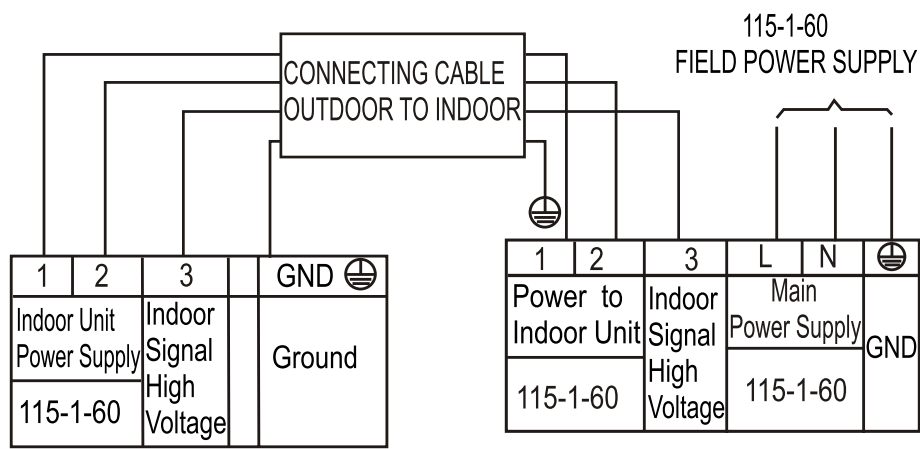 115-1-60
FIELD POWER SUPPLY
CONNECTING CABLE
OUTDOOR TO INDOOR
1 2 3 GND
Indoor Unit
Power Supply
115-1-60
Indoor
Signal
High
Voltage
Ground
1 2 3 L N
Power to
Indoor Unit
115-1-60
Indoor
Signal
High
Voltage
Main
Power Supply
115-1-60
GND